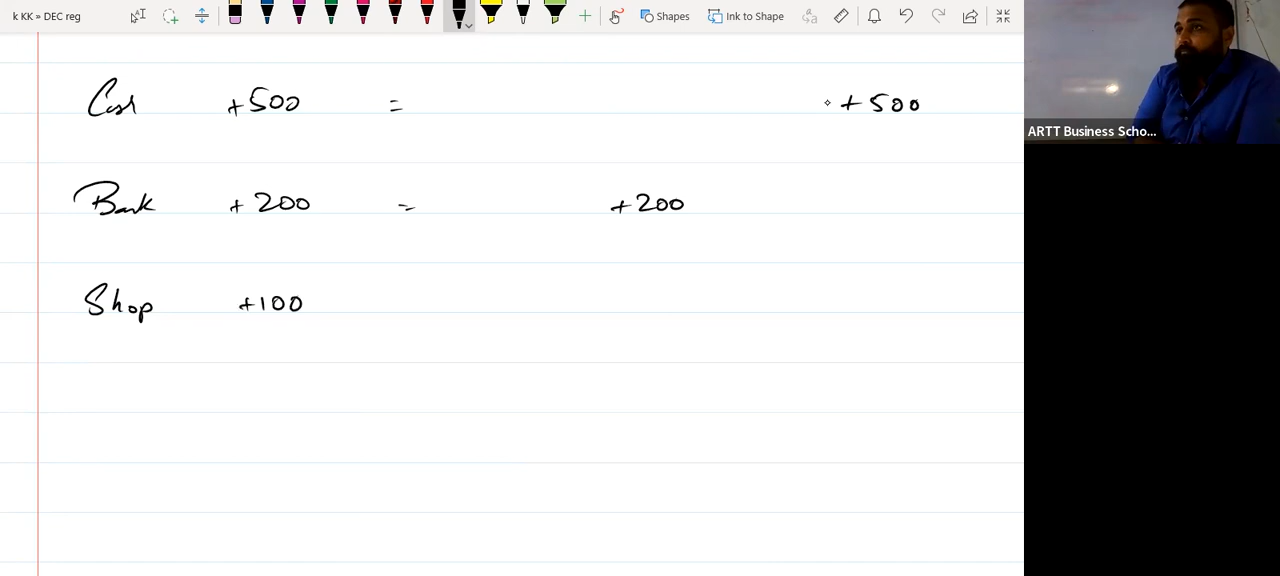 k KK » DEC reg Shapes Ink to Shape
Cash +500 = +500
ARTT Business Scho...
Bank +200 = +200
Shop +100